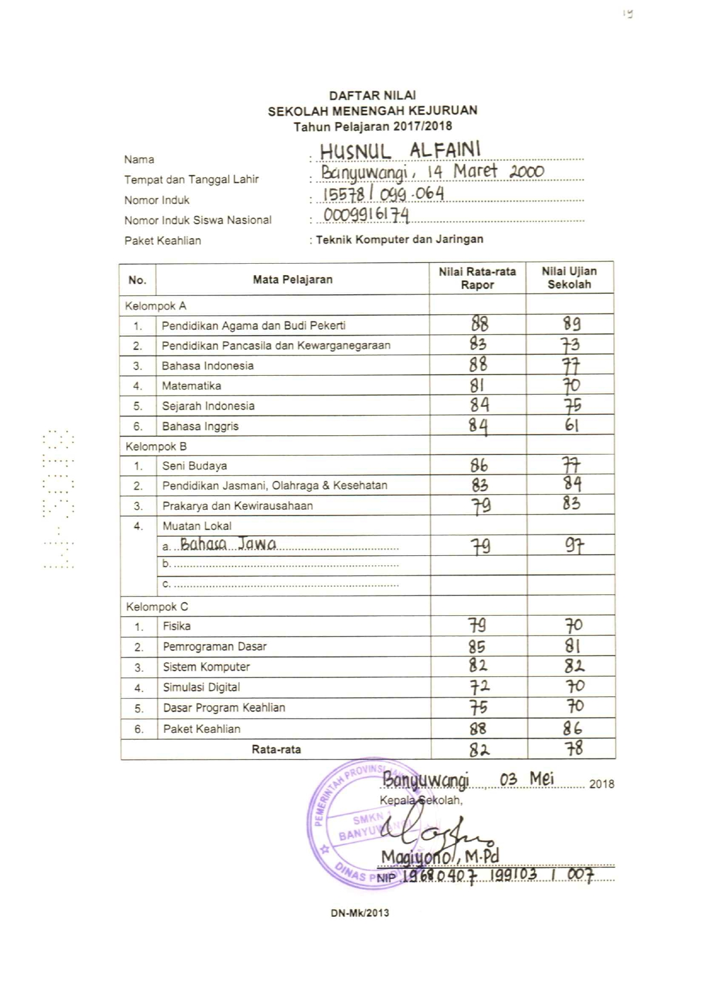 19
DAFTAR NILAI
SEKOLAH MENENGAH KEJURUAN
Tahun Pelajaran 2017/2018
Nama : HUSNUL ALFAINI
Tempat dan Tanggal Lahir : Banyuwangi, 14 Maret 2000
Nomor Induk : 15578 / 099.064
Nomor Induk Siswa Nasional : 0009916174
Paket Keahlian : Teknik Komputer dan Jaringan
No. Mata Pelajaran Nilai Rata-rata Rapor Nilai Ujian Sekolah
Kelompok A
1. Pendidikan Agama dan Budi Pekerti 88 89
2. Pendidikan Pancasila dan Kewarganegaraan 83 73
3. Bahasa Indonesia 88 77
4. Matematika 81 70
5. Sejarah Indonesia 84 75
6. Bahasa Inggris 84 61
Kelompok B
1. Seni Budaya 86 77
2. Pendidikan Jasmani, Olahraga & Kesehatan 83 84
3. Prakarya dan Kewirausahaan 79 83
4. Muatan Lokal
a. Bahasa Jawa 79 97
b.
c.
Kelompok C
1. Fisika 79 70
2. Pemrograman Dasar 85 81
3. Sistem Komputer 82 82
4. Simulasi Digital 72 70
5. Dasar Program Keahlian 75 70
6. Paket Keahlian 88 86
Rata-rata 82 78
Banyuwangi, 03 Mei 2018
Kepala Sekolah,
PEMERINTAH PROVINSI
SMKN 1
BANYUWANGI
DINAS
Magiyono, M.Pd
NIP 19680407 199103 1 007
DN-Mk/2013